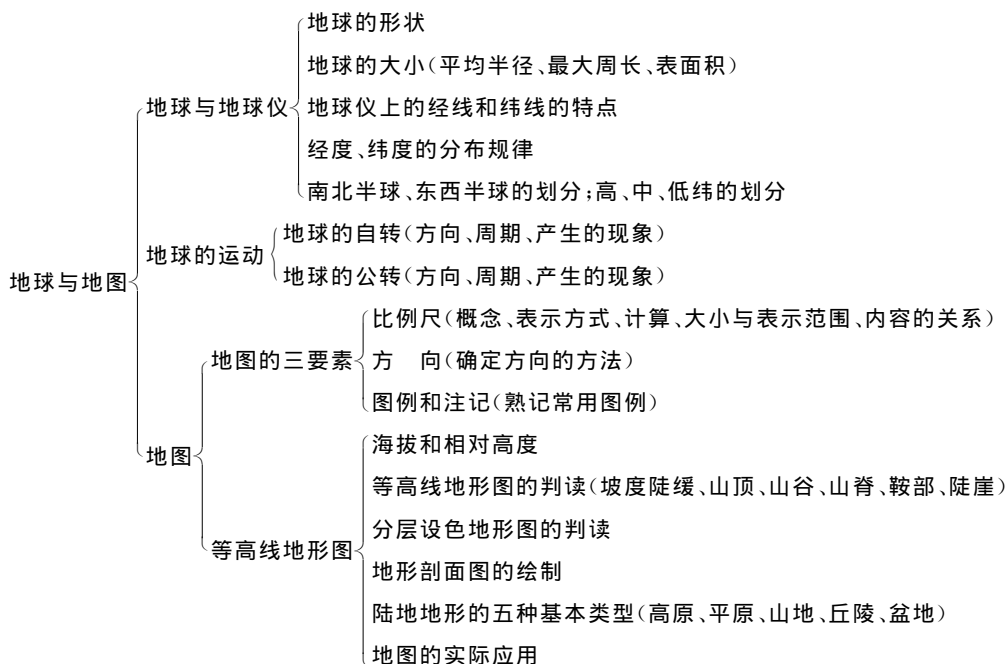 地球的形状
地球的大小(平均半径、最大周长、表面积)
地球与地球仪
地球仪上的经线和纬线的特点
经度、纬度的分布规律
南北半球、东西半球的划分;高、中、低纬的划分
地球的自转(方向、周期、产生的现象)
地球的运动
地球与地图
地球的公转(方向、周期、产生的现象)
比例尺(概念、表示方式、计算、大小与表示范围、内容的关系)
地图的三要素
方 向(确定方向的方法)
图例和注记(熟记常用图例)
地图
海拔和相对高度
等高线地形图的判读(坡度陡缓、山顶、山谷、山脊、鞍部、陡崖)
分层设色地形图的判读
等高线地形图
地形剖面图的绘制
陆地地形的五种基本类型(高原、平原、山地、丘陵、盆地)
地图的实际应用